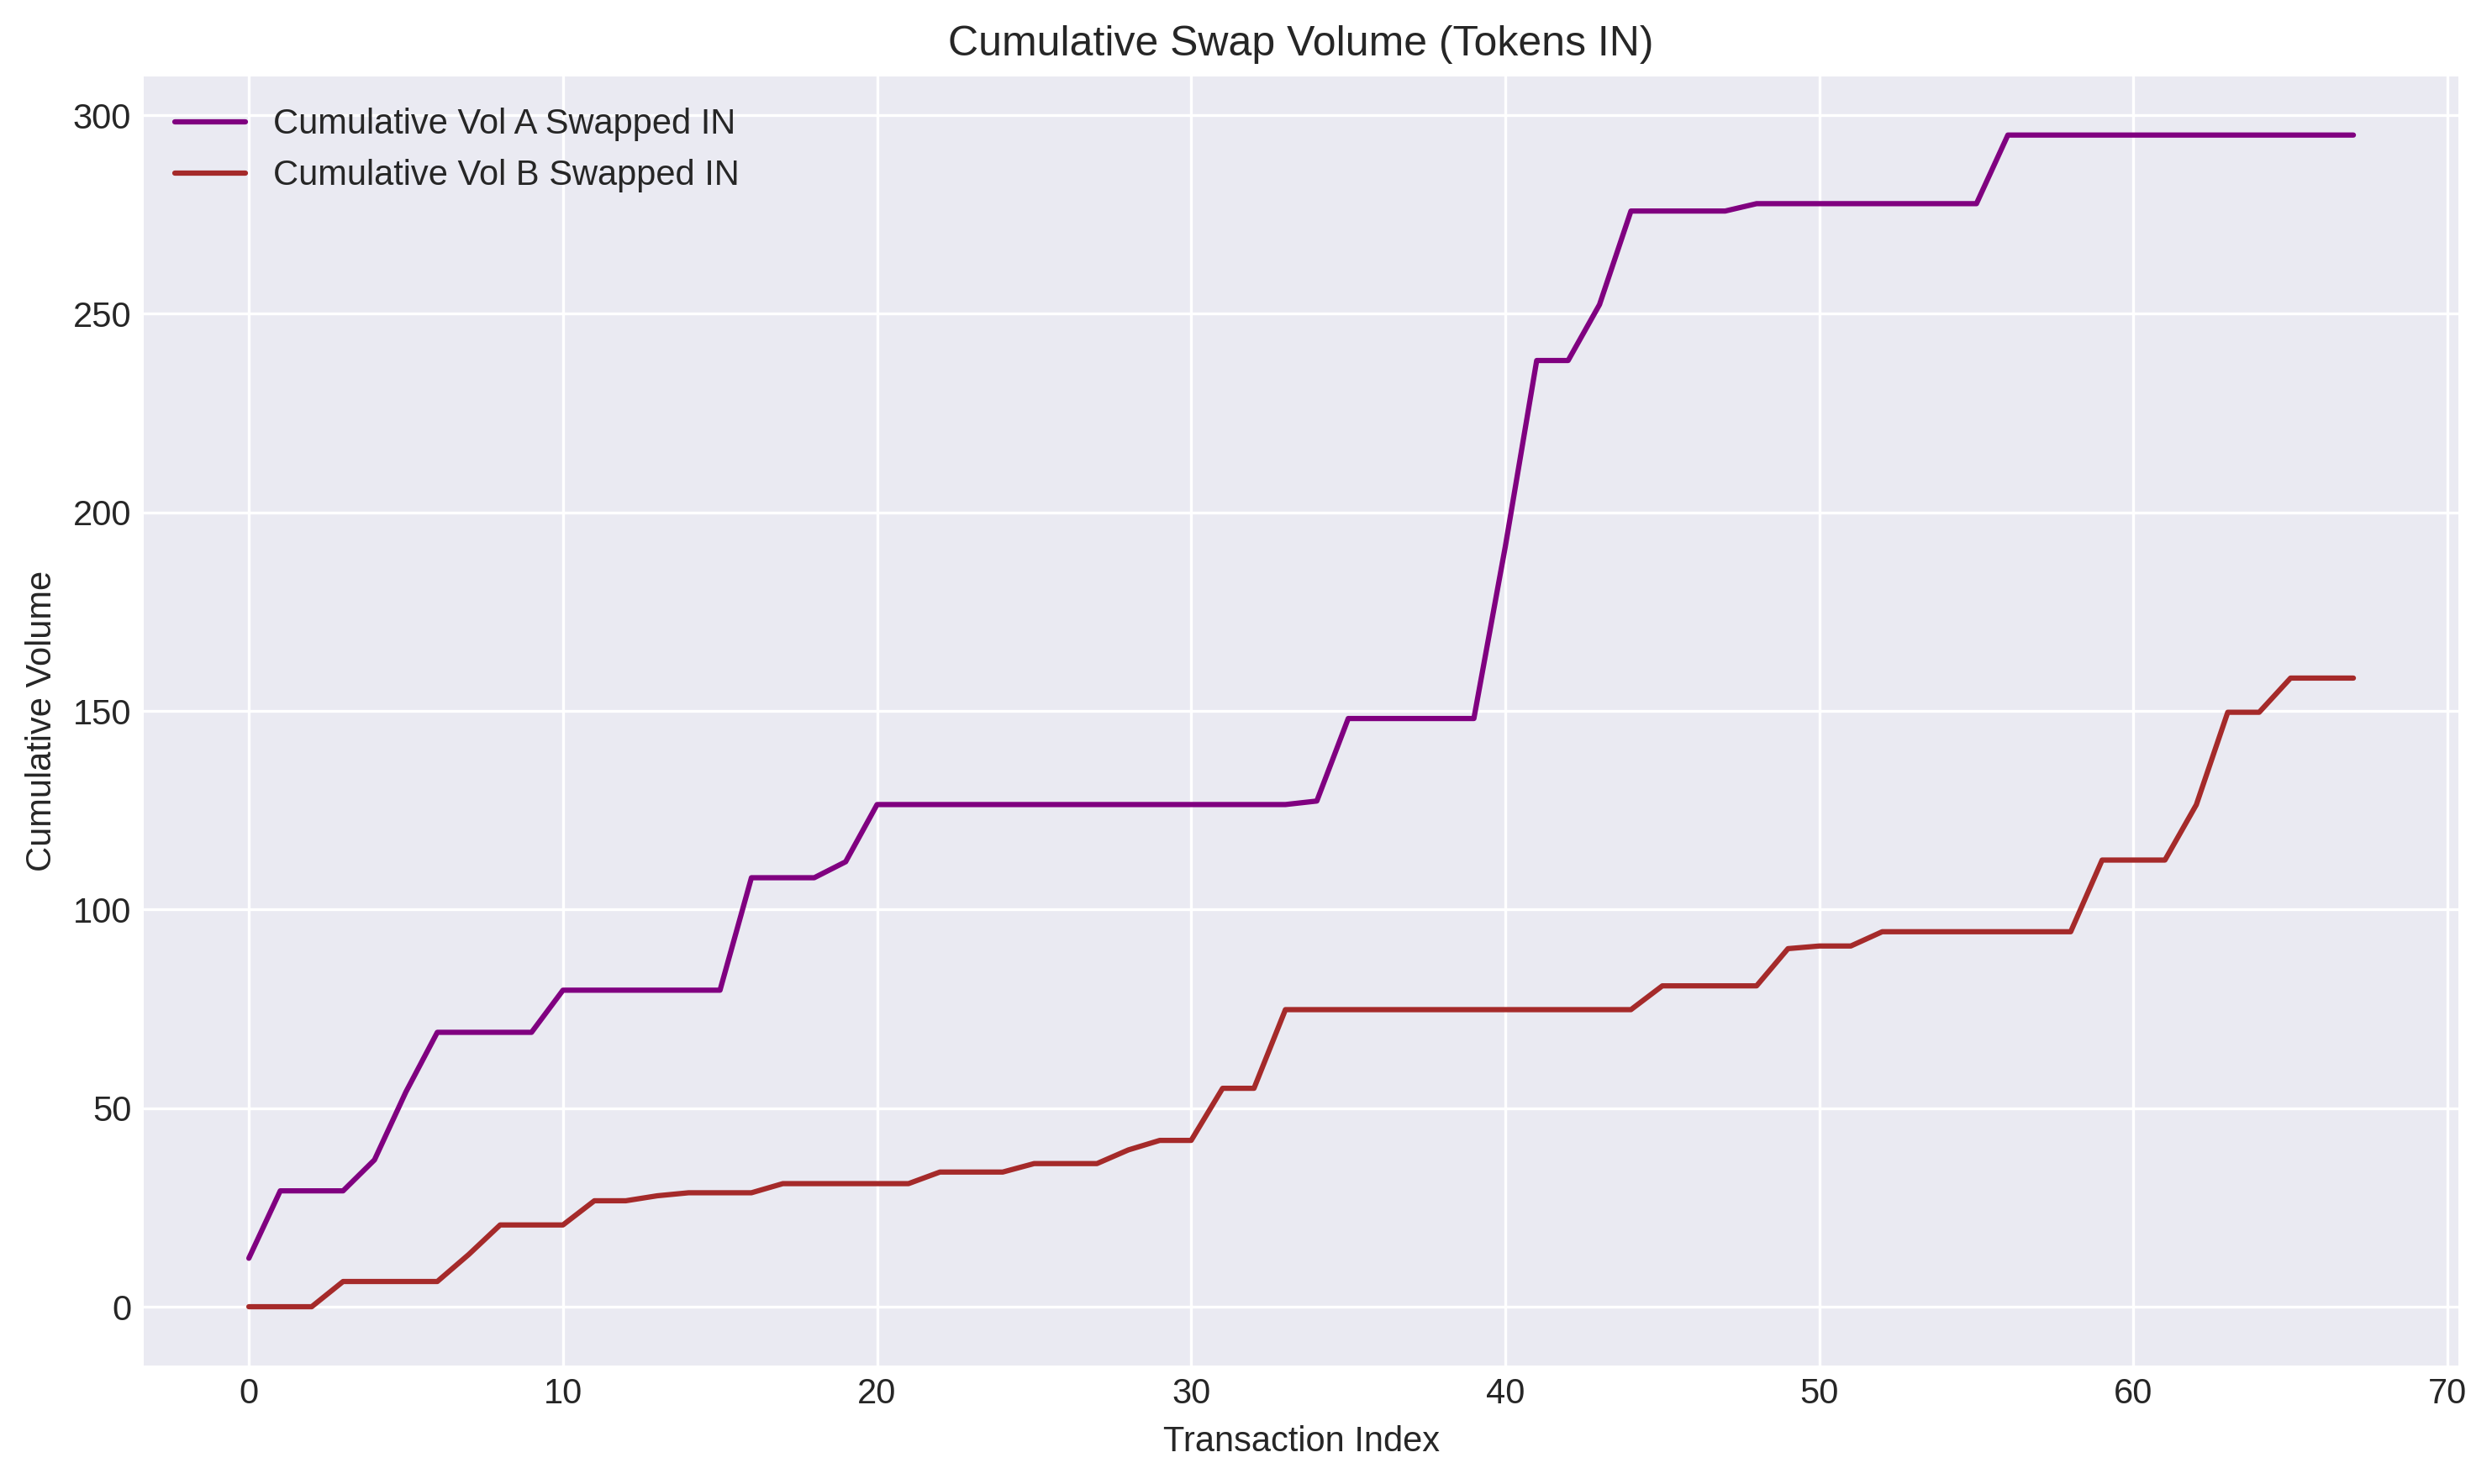 Cumulative Swap Volume (Tokens IN)
Cumulative Vol A Swapped IN
Cumulative Vol B Swapped IN
Cumulative Volume
300
250
200
150
100
50
0
0 10 20 30 40 50 60 70
Transaction Index